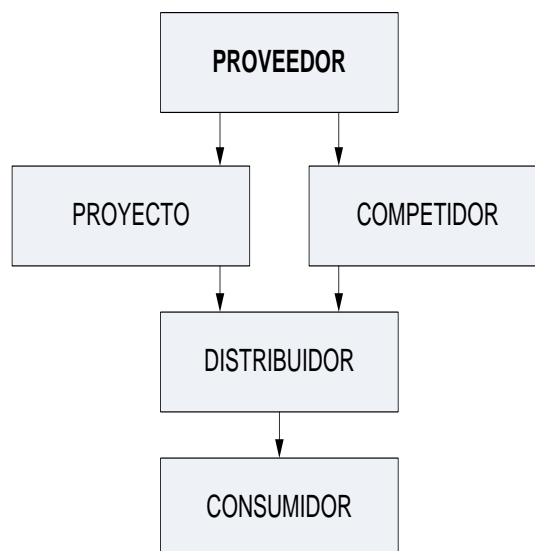 PROVEEDOR
PROYECTO
COMPETIDOR
DISTRIBUIDOR
CONSUMIDOR